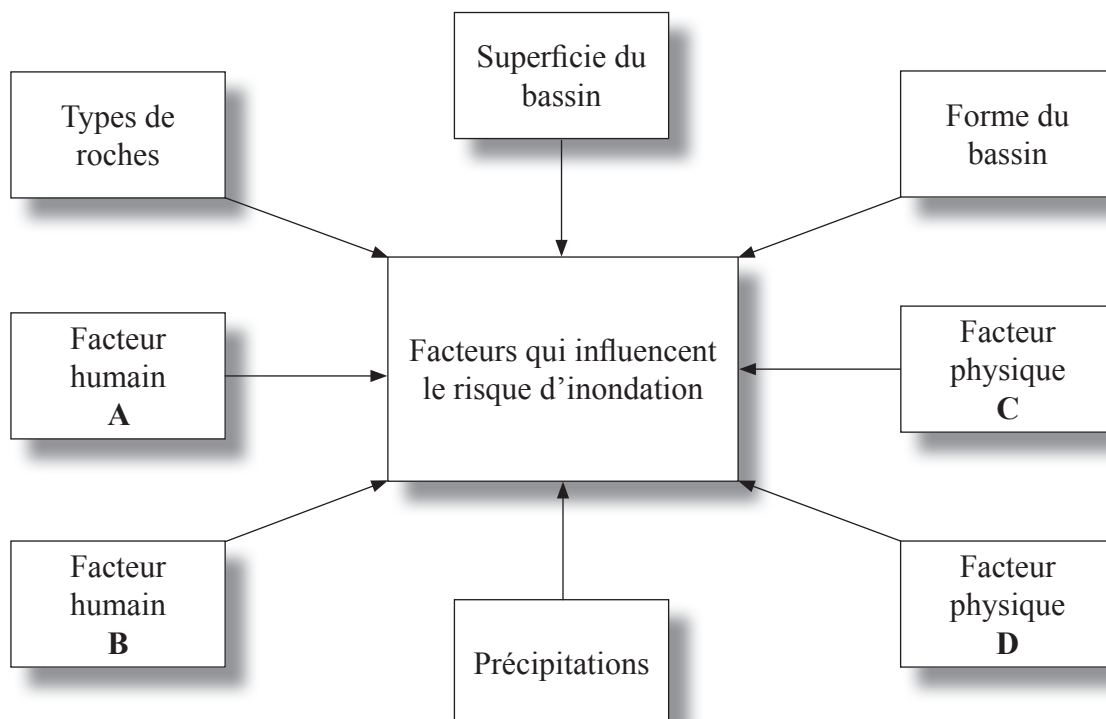 Superficie du
bassin
Types de
roches
Forme du
bassin
Facteur
humain
A
Facteurs qui influencent
le risque d’inondation
Facteur
physique
C
Facteur
humain
B
Précipitations
Facteur
physique
D